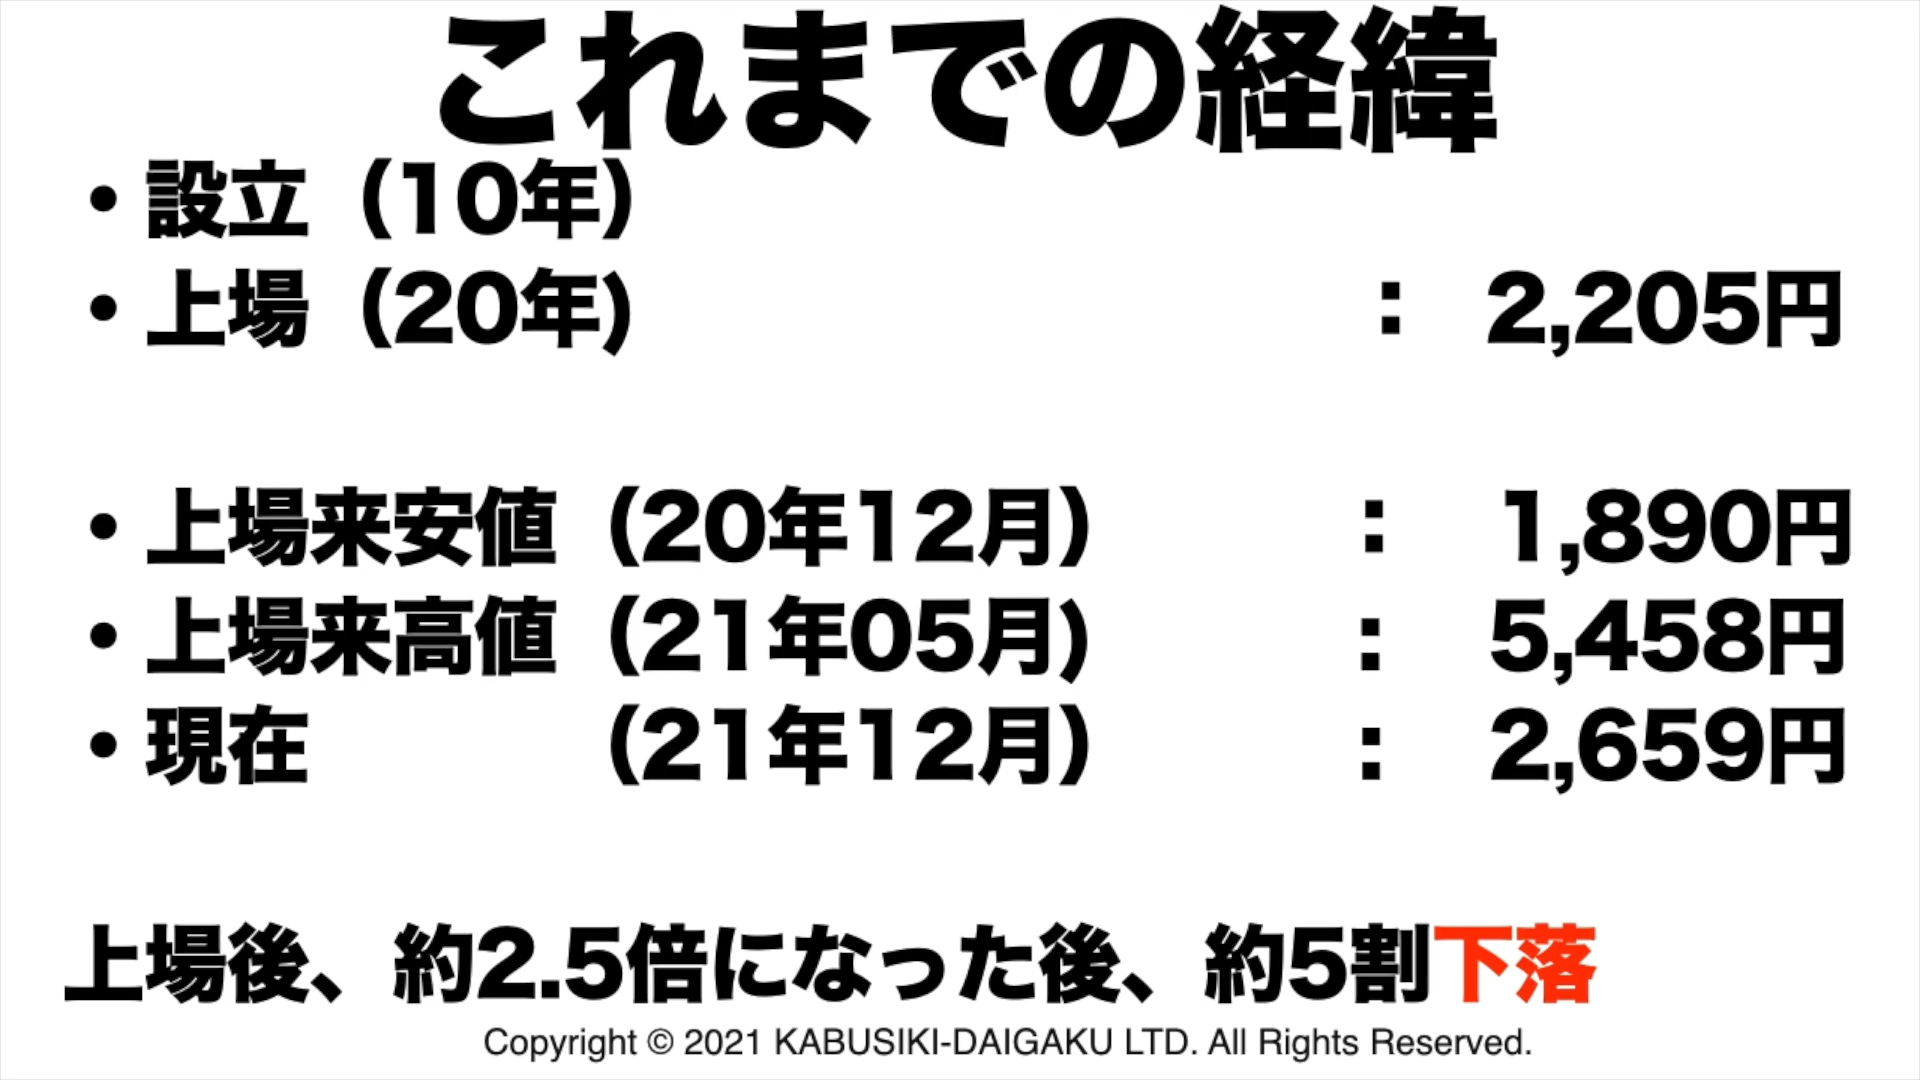 これまでの経緯
・設立（10年）
・上場（20年) ： 2,205円
・上場来安値（20年12月） ： 1,890円
・上場来高値（21年05月) : 5,458円
・現在 （21年12月） : 2,659円
上場後、約2.5倍になった後、約5割下落
Copyright © 2021 KABUSIKI-DAIGAKU LTD. All Rights Reserved.